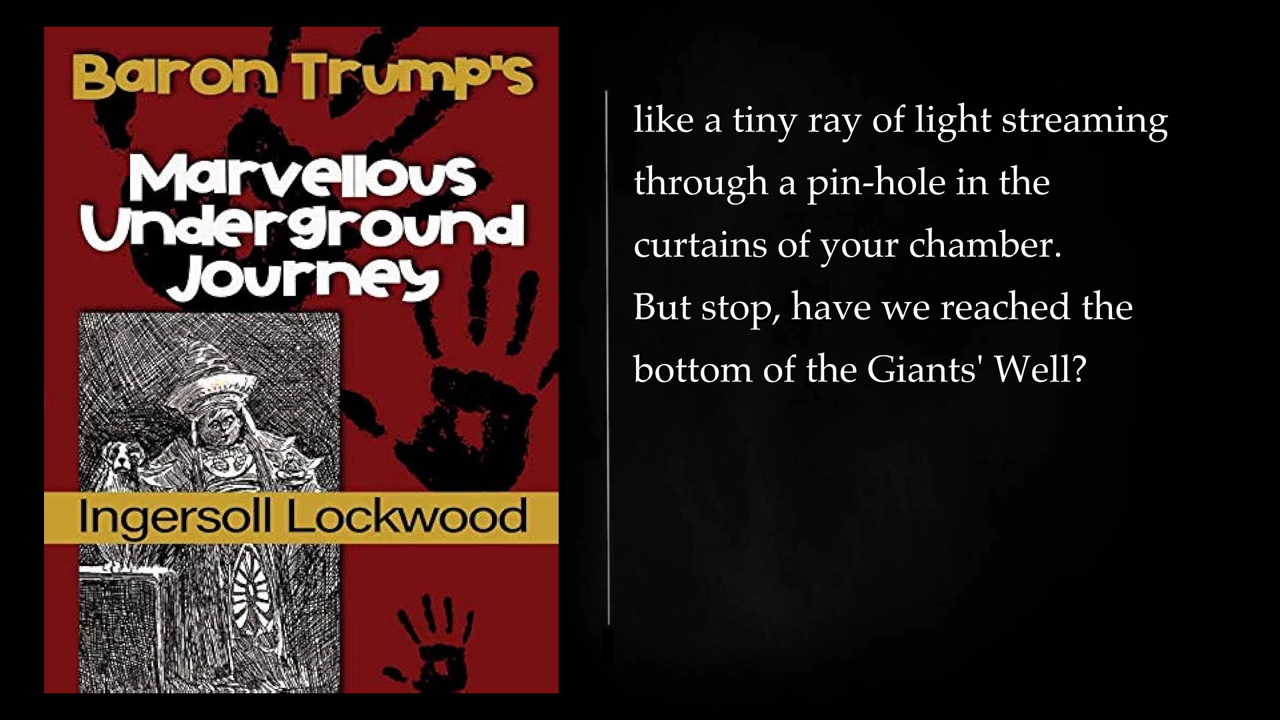 Baron Trump's
Marvellous
Underground
Journey
Ingersoll Lockwood
like a tiny ray of light streaming
through a pin-hole in the
curtains of your chamber.
But stop, have we reached the
bottom of the Giants' Well?